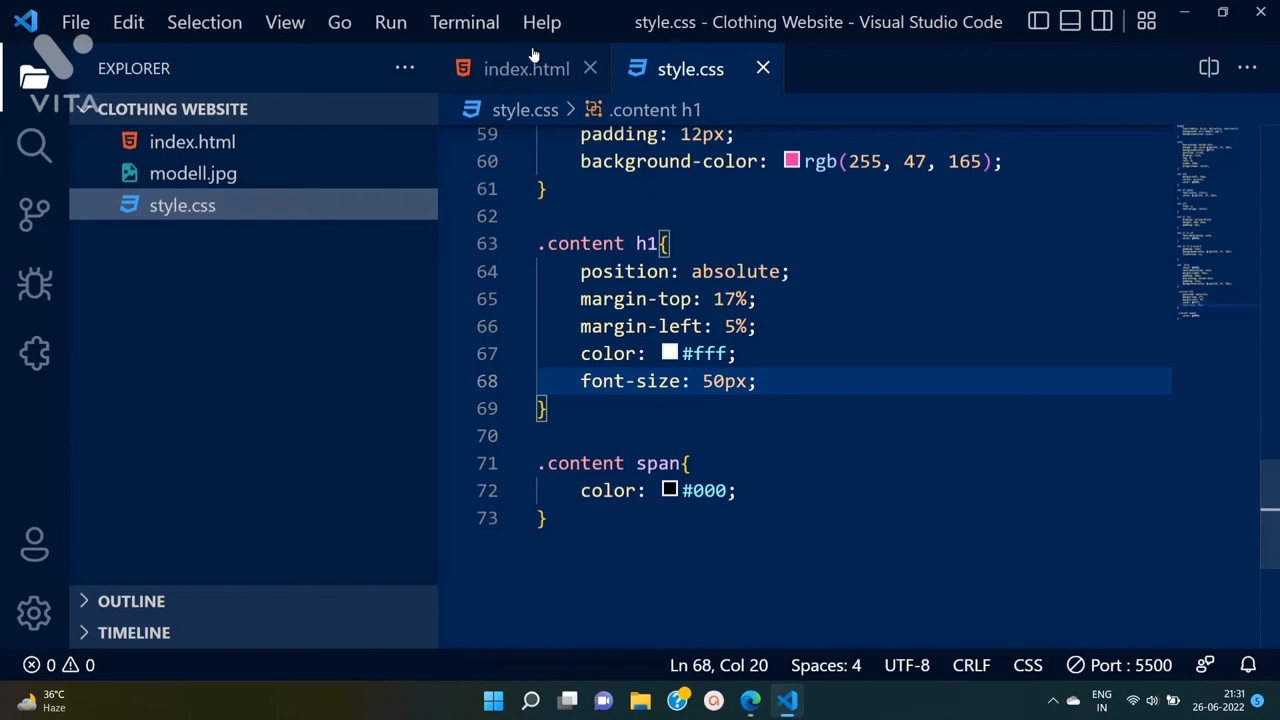 File Edit Selection View Go Run Terminal Help style.css - Clothing Website - Visual Studio Code
EXPLORER ... index.html style.css ...
VITA
CLOTHING WEBSITE style.css > .content h1
index.html
modell.jpg
style.css
59 padding: 12px;
60 background-color: rgb(255, 47, 165);
61 }
62
63 .content h1{
64 position: absolute;
65 margin-top: 17%;
66 margin-left: 5%;
67 color: #fff;
68 font-size: 50px;
69 }
70
71 .content span{
72 color: #000;
73 }
OUTLINE
TIMELINE
0 0 Ln 68, Col 20 Spaces: 4 UTF-8 CRLF CSS Port : 5500
36°C
Haze
ENG
IN
21:31
26-06-2022
5